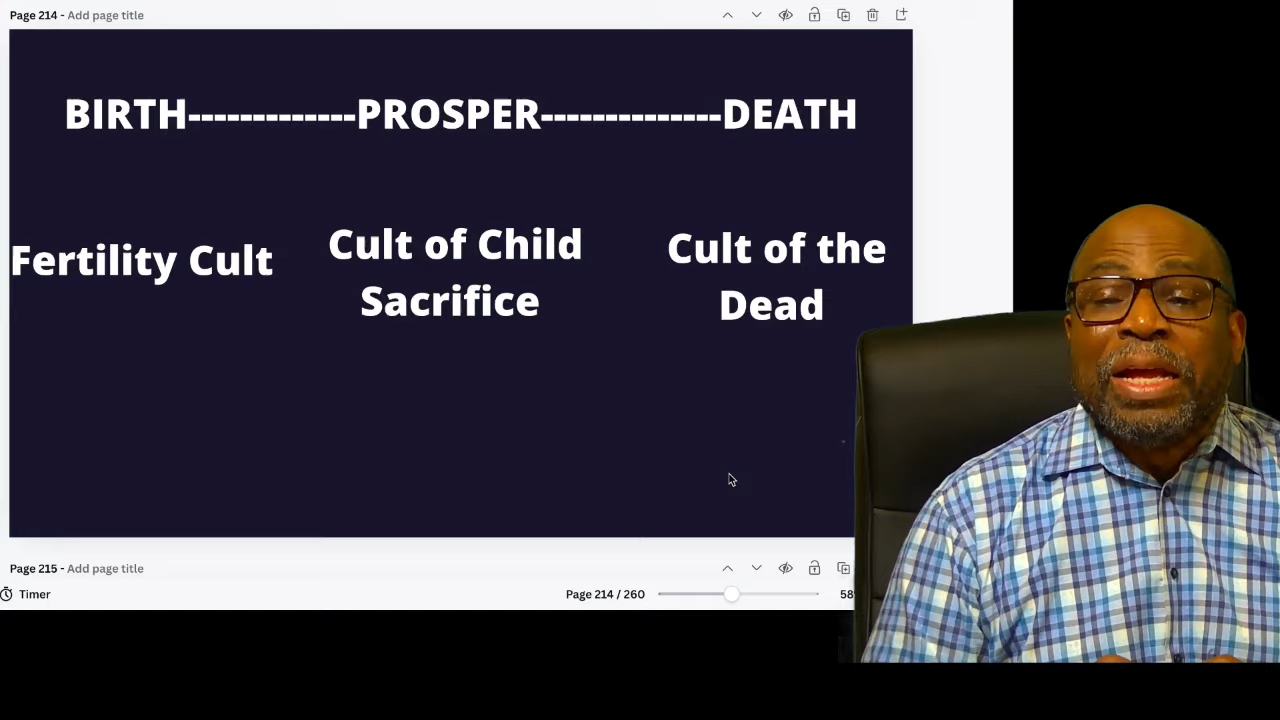 Page 214 - Add page title
BIRTH-------------PROSPER--------------DEATH
Fertility Cult
Cult of Child
Sacrifice
Cult of the
Dead
Page 215 - Add page title
Timer
Page 214 / 260
58